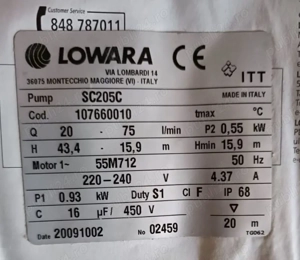 Customer Service
848 787011
LOWARA CE ITT
VIA LOMBARDI 14
36075 MONTECCHIO MAGGIORE (VI) - ITALY
Pump SC205C MADE IN ITALY
Cod. 107660010 tmax °C
Q 20 - 75 l/min P2 0,55 kW
H 43,4 - 15,9 m Hmin 15,9 m
Motor 1~ 55M712 50 Hz
220-240 V 4.37 A
P1 0.93 kW Duty S1 Cl F IP 68
C 16 µF/ 450 V ▽ 20 m
Date 20091002 No 02459